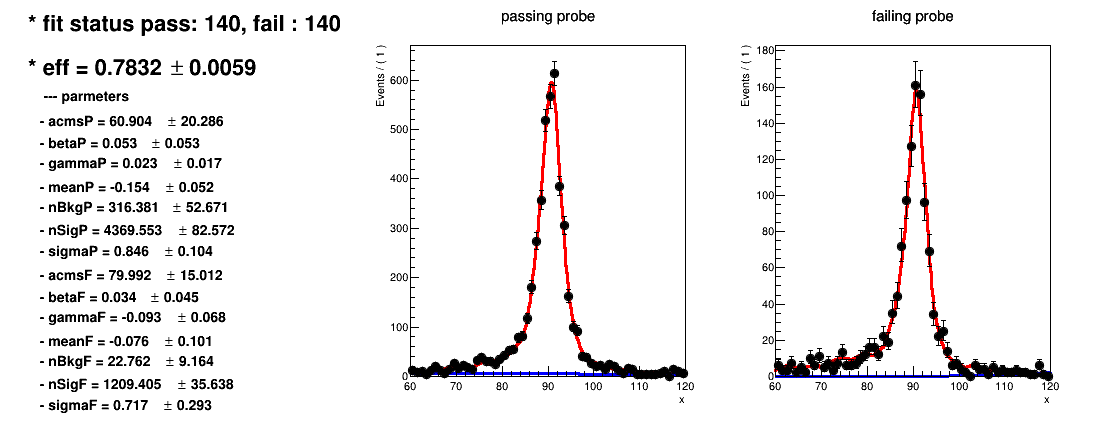 * fit status pass: 140, fail : 140
* eff = 0.7832 ± 0.0059
--- parmeters
- acmsP = 60.904 ± 20.286
- betaP = 0.053 ± 0.053
- gammaP = 0.023 ± 0.017
- meanP = -0.154 ± 0.052
- nBkgP = 316.381 ± 52.671
- nSigP = 4369.553 ± 82.572
- sigmaP = 0.846 ± 0.104
- acmsF = 79.992 ± 15.012
- betaF = 0.034 ± 0.045
- gammaF = -0.093 ± 0.068
- meanF = -0.076 ± 0.101
- nBkgF = 22.762 ± 9.164
- nSigF = 1209.405 ± 35.638
- sigmaF = 0.717 ± 0.293
passing probe
Events / ( 1 )
600
500
400
300
200
100
0
60 70 80 90 100 110 120
x
failing probe
Events / ( 1 )
180
160
140
120
100
80
60
40
20
0
60 70 80 90 100 110 120
x